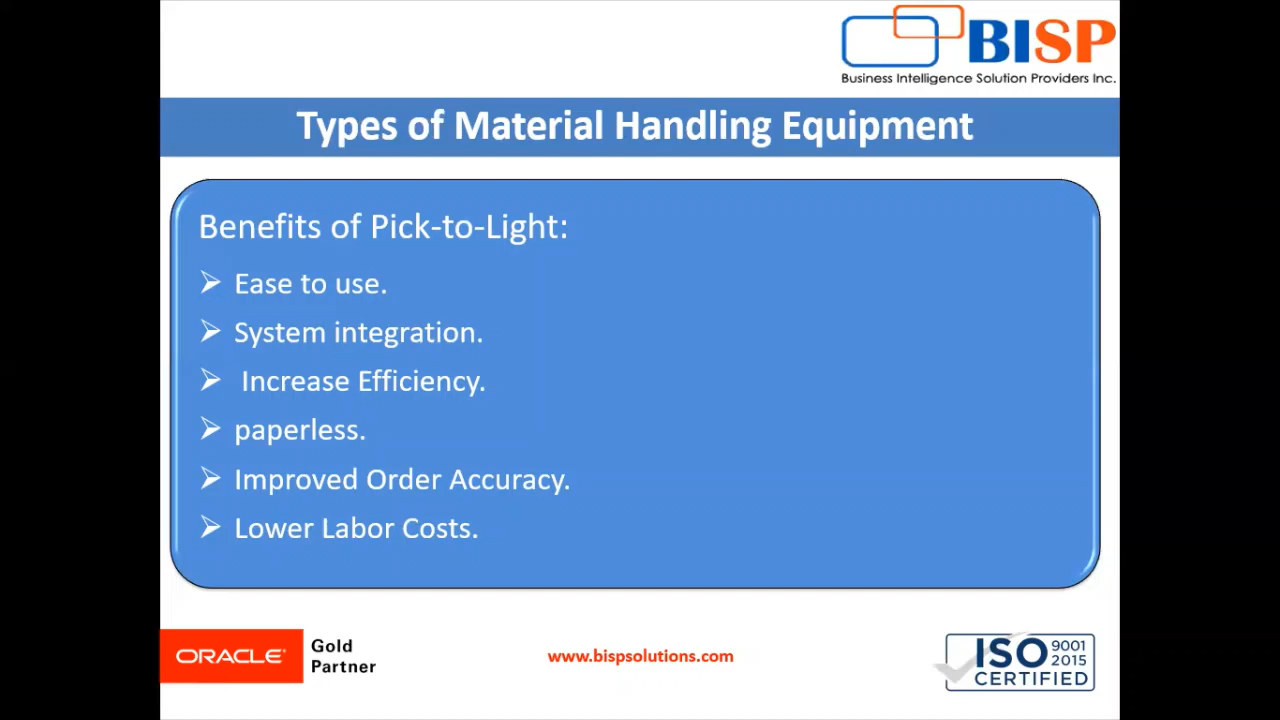 BISP
Business Intelligence Solution Providers Inc.
Types of Material Handling Equipment
Benefits of Pick-to-Light:
➢ Ease to use.
➢ System integration.
➢ Increase Efficiency.
➢ paperless.
➢ Improved Order Accuracy.
➢ Lower Labor Costs.
ORACLE
Gold
Partner
www.bispsolutions.com
ISO 9001
2015
CERTIFIED